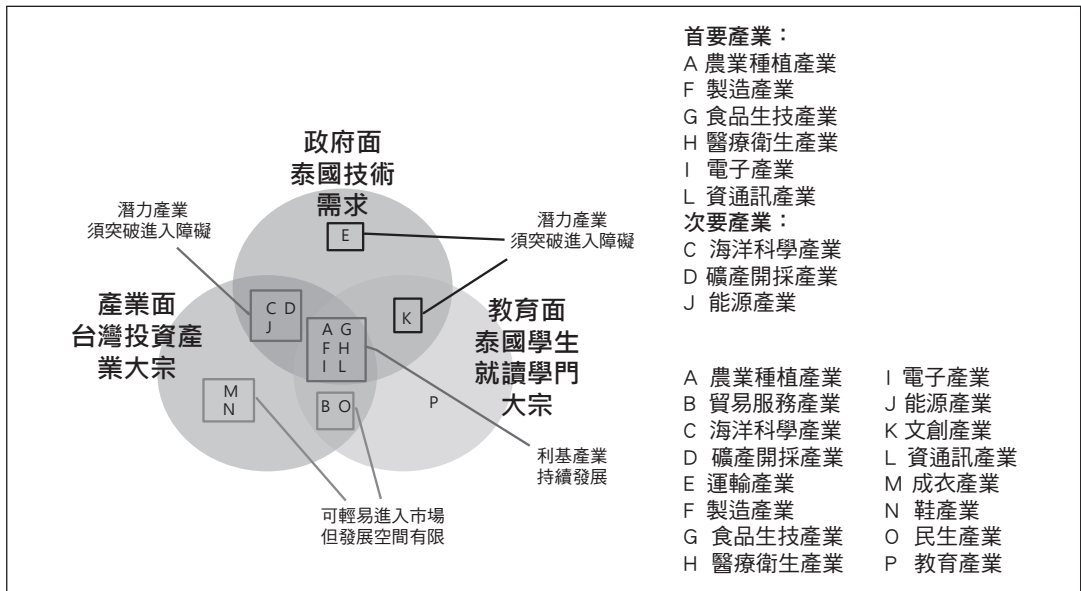 政府面
泰國技術
需求
潛力產業
須突破進入障礙
E
潛力產業
須突破進入障礙
產業面
台灣投資產
業大宗
C D
J
K
教育面
泰國學生
就讀學門
大宗
A G
F H
I L
M
N
B O
P
利基產業
持續發展
可輕易進入市場
但發展空間有限
首要產業：
A 農業種植產業
F 製造產業
G 食品生技產業
H 醫療衛生產業
I 電子產業
L 資通訊產業
次要產業：
C 海洋科學產業
D 礦產開採產業
J 能源產業
A 農業種植產業
B 貿易服務產業
C 海洋科學產業
D 礦產開採產業
E 運輸產業
F 製造產業
G 食品生技產業
H 醫療衛生產業
I 電子產業
J 能源產業
K 文創產業
L 資通訊產業
M 成衣產業
N 鞋產業
O 民生產業
P 教育產業